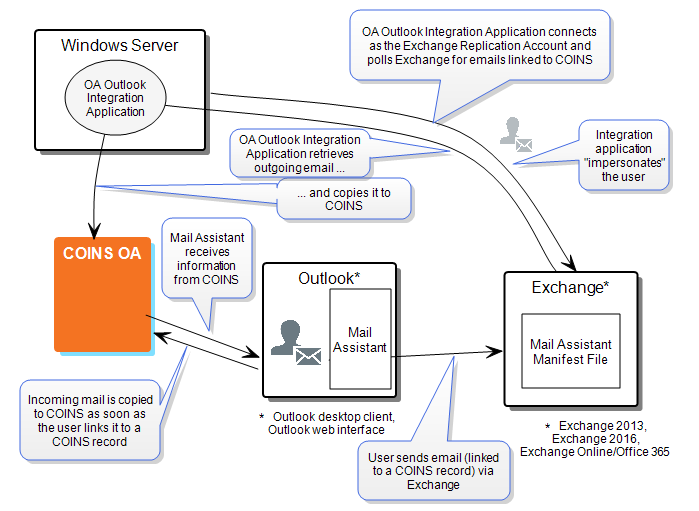 Windows Server
OA Outlook
Integration
Application
OA Outlook Integration Application connects
as the Exchange Replication Account and
polls Exchange for emails linked to COINS
OA Outlook Integration
Application retrieves
outgoing email ...
Integration
application
"impersonates"
the user
... and copies it to
COINS
COINS OA
Mail Assistant
receives
information
from COINS
Outlook*
Mail
Assistant
Exchange*
Mail Assistant
Manifest File
Incoming mail is copied
to COINS as soon as
the user links it to a
COINS record
* Outlook desktop client,
Outlook web interface
User sends email (linked
to a COINS record) via
Exchange
* Exchange 2013,
Exchange 2016,
Exchange Online/Office 365